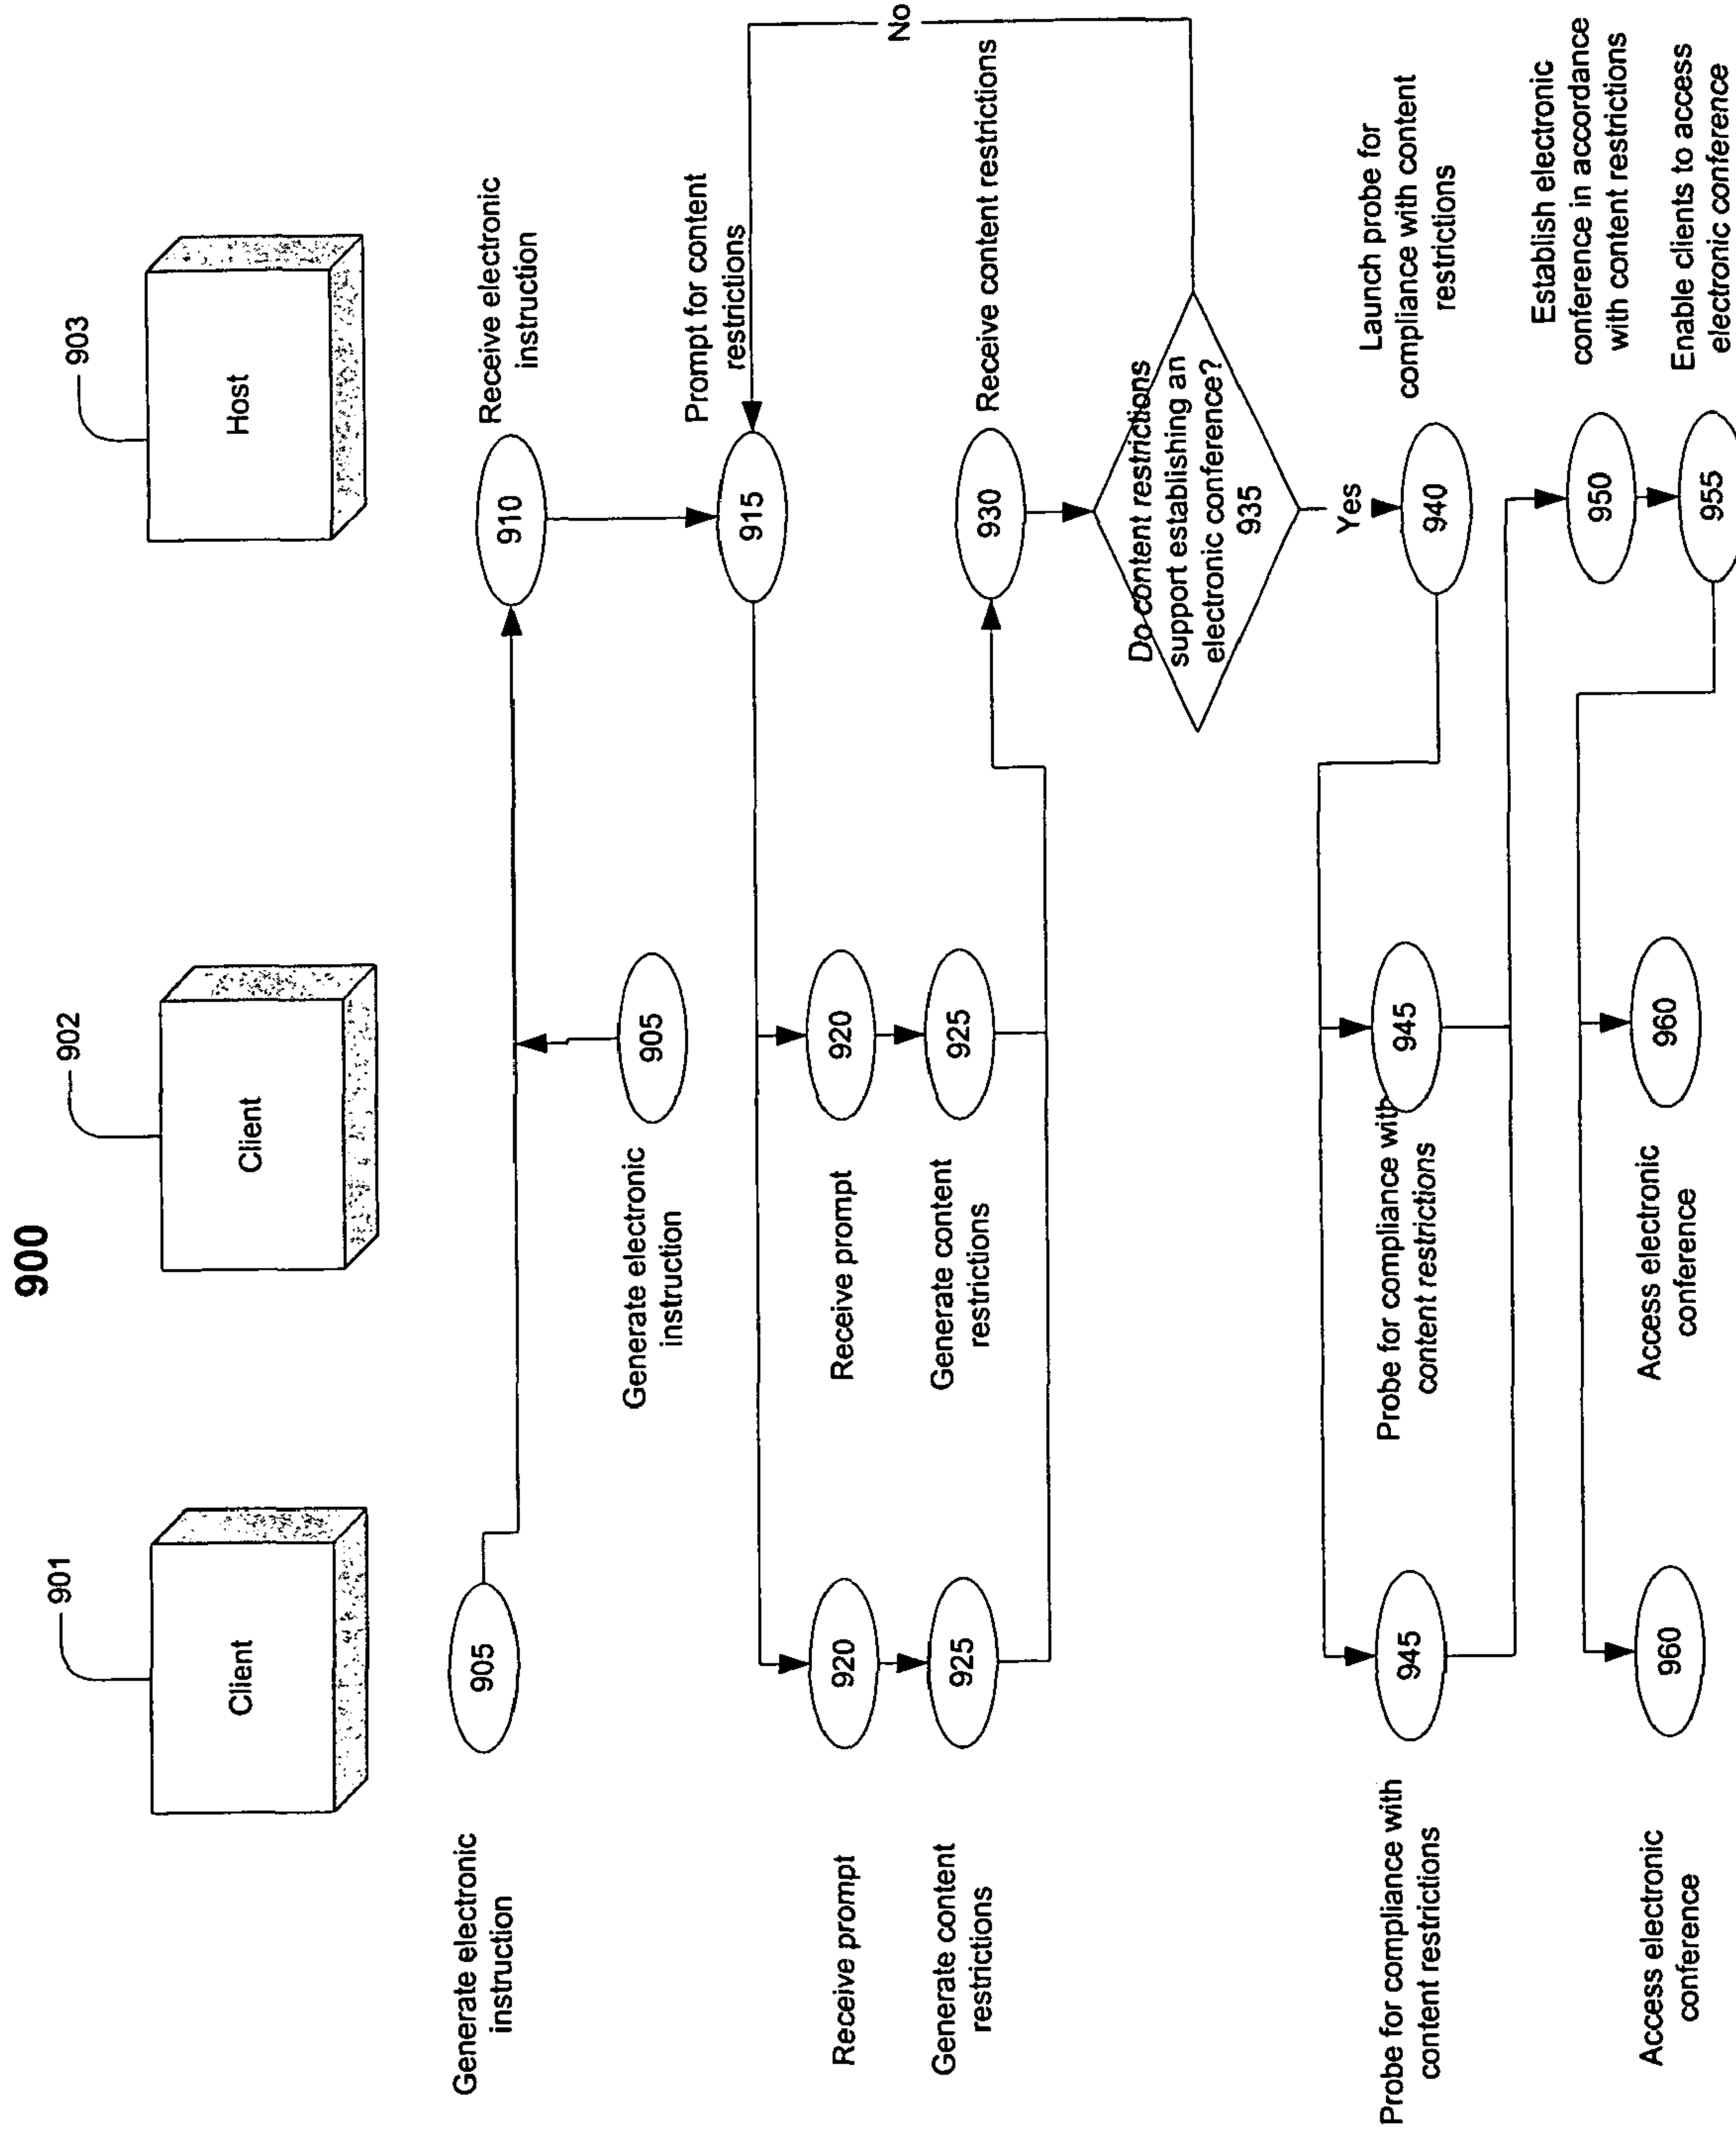 900
901
Client
902
Client
903
Host
905
Generate electronic
instruction
905
Generate electronic
instruction
910
Receive electronic
instruction
915
Prompt for content
restrictions
920
Receive prompt
920
Receive prompt
925
Generate content
restrictions
925
Generate content
restrictions
930
Receive content restrictions
Do content restrictions
support establishing an
electronic conference?
935
No
Yes
940
Launch probe for
compliance with content
restrictions
945
Probe for compliance with
content restrictions
945
Probe for compliance with
content restrictions
950
Establish electronic
conference in accordance
with content restrictions
955
Enable clients to access
electronic conference
960
Access electronic
conference
960
Access electronic
conference